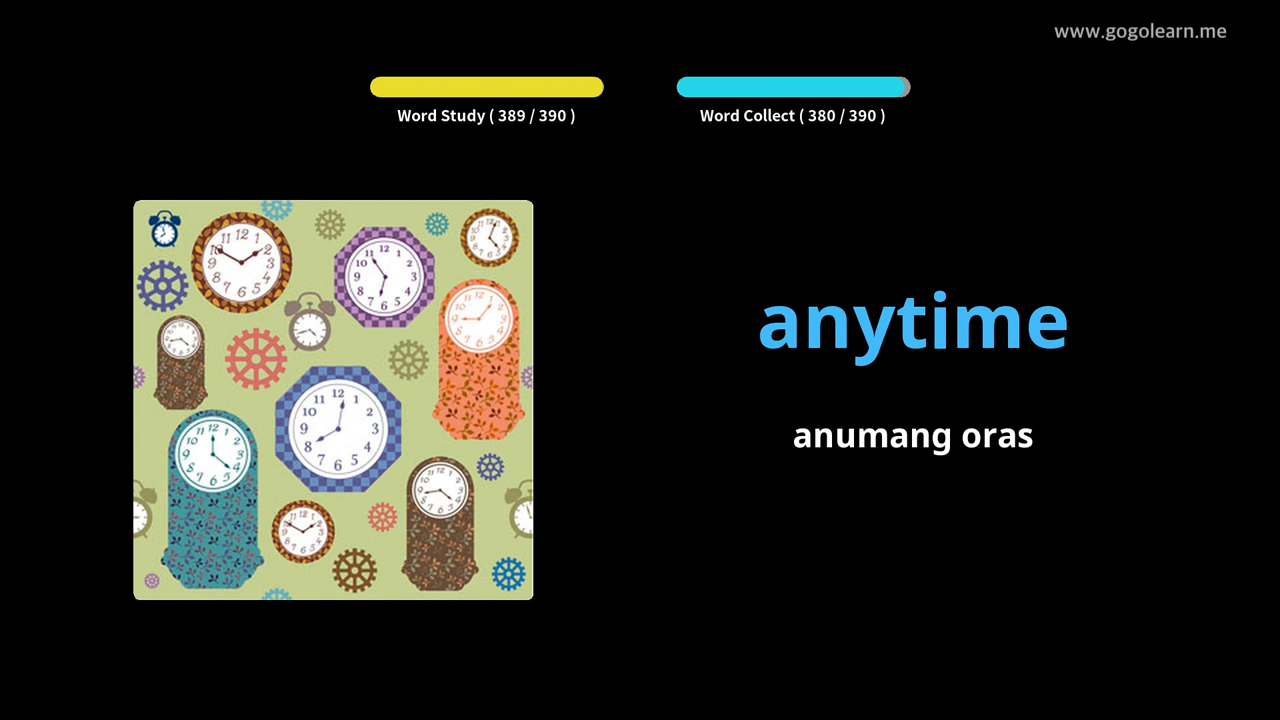 www.gogolearn.me
Word Study ( 389 / 390 )
Word Collect ( 380 / 390 )
anytime
anumang oras